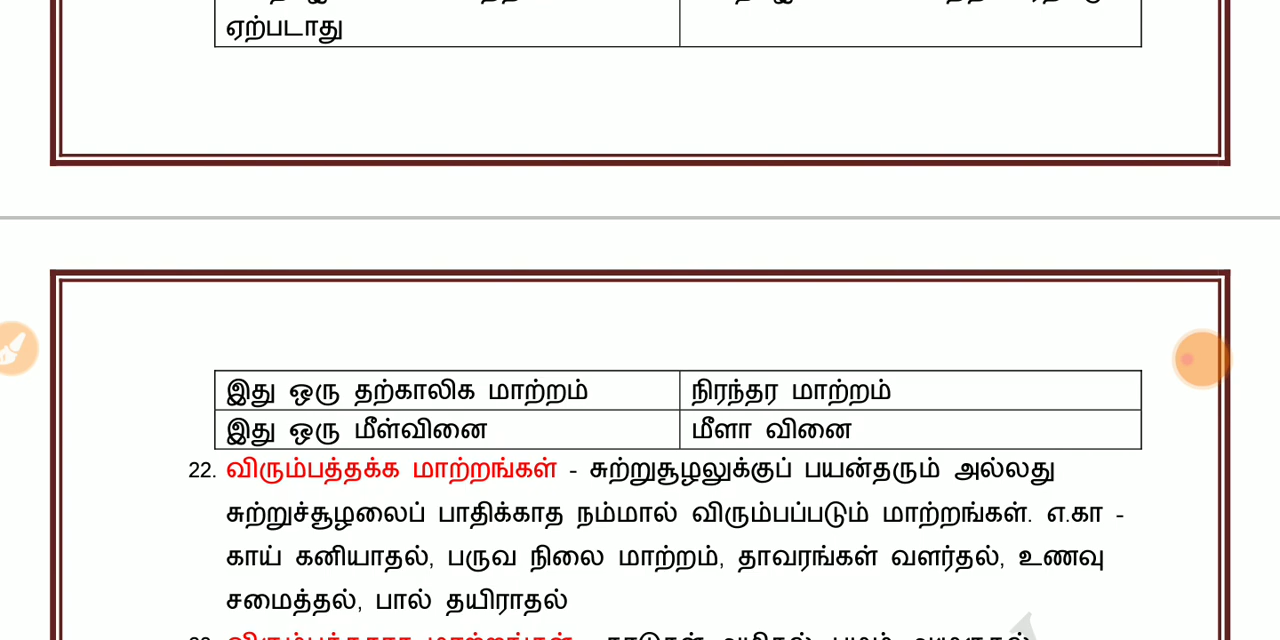 ஏற்படாது
இது ஒரு தற்காலிக மாற்றம் நிரந்தர மாற்றம்
இது ஒரு மீள்வினை மீளா வினை
22. விரும்பத்தக்க மாற்றங்கள் - சுற்றுசூழலுக்குப் பயன்தரும் அல்லது
சுற்றுச்சூழலைப் பாதிக்காத நம்மால் விரும்பப்படும் மாற்றங்கள். எ.கா -
காய் கனியாதல், பருவ நிலை மாற்றம், தாவரங்கள் வளர்தல், உணவு
சமைத்தல், பால் தயிராதல்